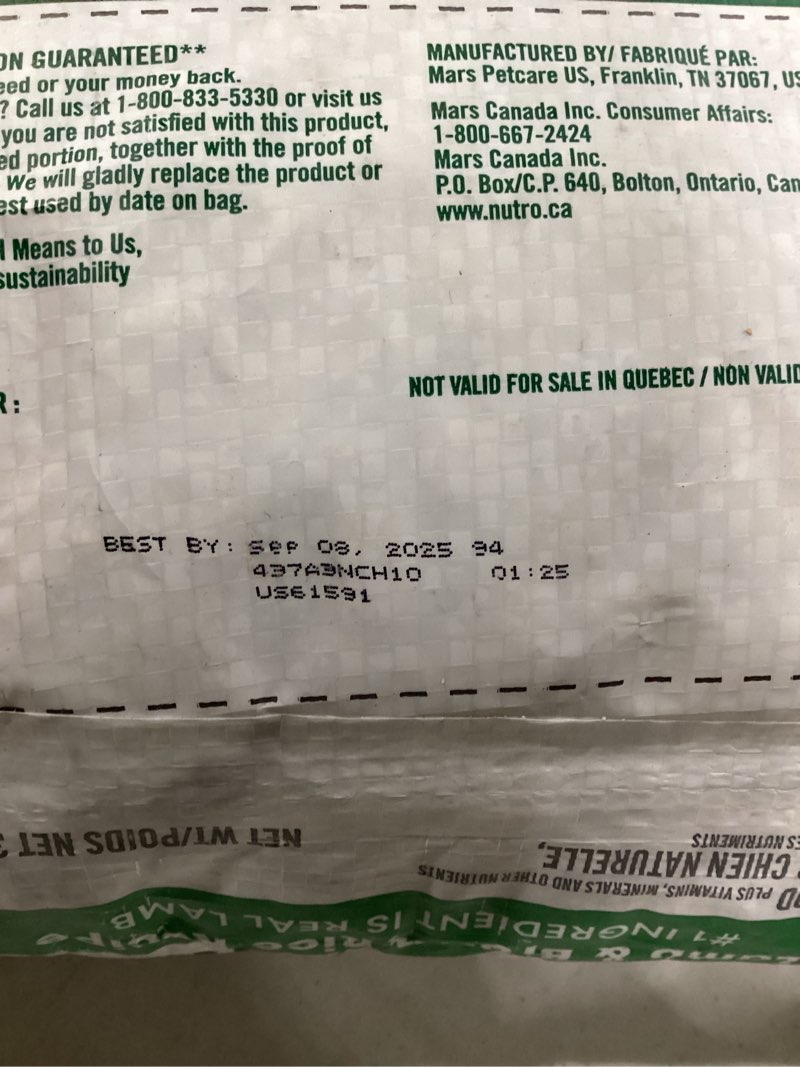 ON GUARANTEED**
eed or your money back.
? Call us at 1-800-833-5330 or visit us
you are not satisfied with this product,
ed portion, together with the proof of
We will gladly replace the product or
est used by date on bag.
l Means to Us,
sustainability
R:
MANUFACTURED BY/ FABRIQUÉ PAR:
Mars Petcare US, Franklin, TN 37067, US
Mars Canada Inc. Consumer Affairs:
1-800-667-2424
Mars Canada Inc.
P.O. Box/C.P. 640, Bolton, Ontario, Can
www.nutro.ca
NOT VALID FOR SALE IN QUEBEC / NON VALID
BEST BY: Sep 08, 2025 94
437A3NCH10 01:25
US61591
NET WT/POIDS NET
ES NUTRIMENTS
CHIEN NATURELLE,
PLUS VITAMINS, MINERALS AND OTHER NUTRIENTS
#1 INGREDIENT IS REAL LAMB